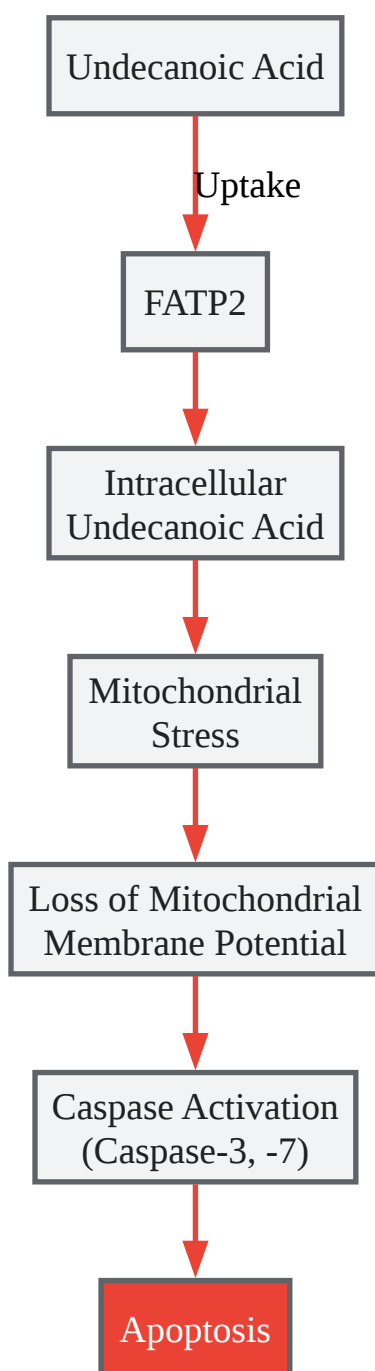 Undecanoic Acid
Uptake
FATP2
Intracellular
Undecanoic Acid
Mitochondrial
Stress
Loss of Mitochondrial
Membrane Potential
Caspase Activation
(Caspase-3, -7)
Apoptosis